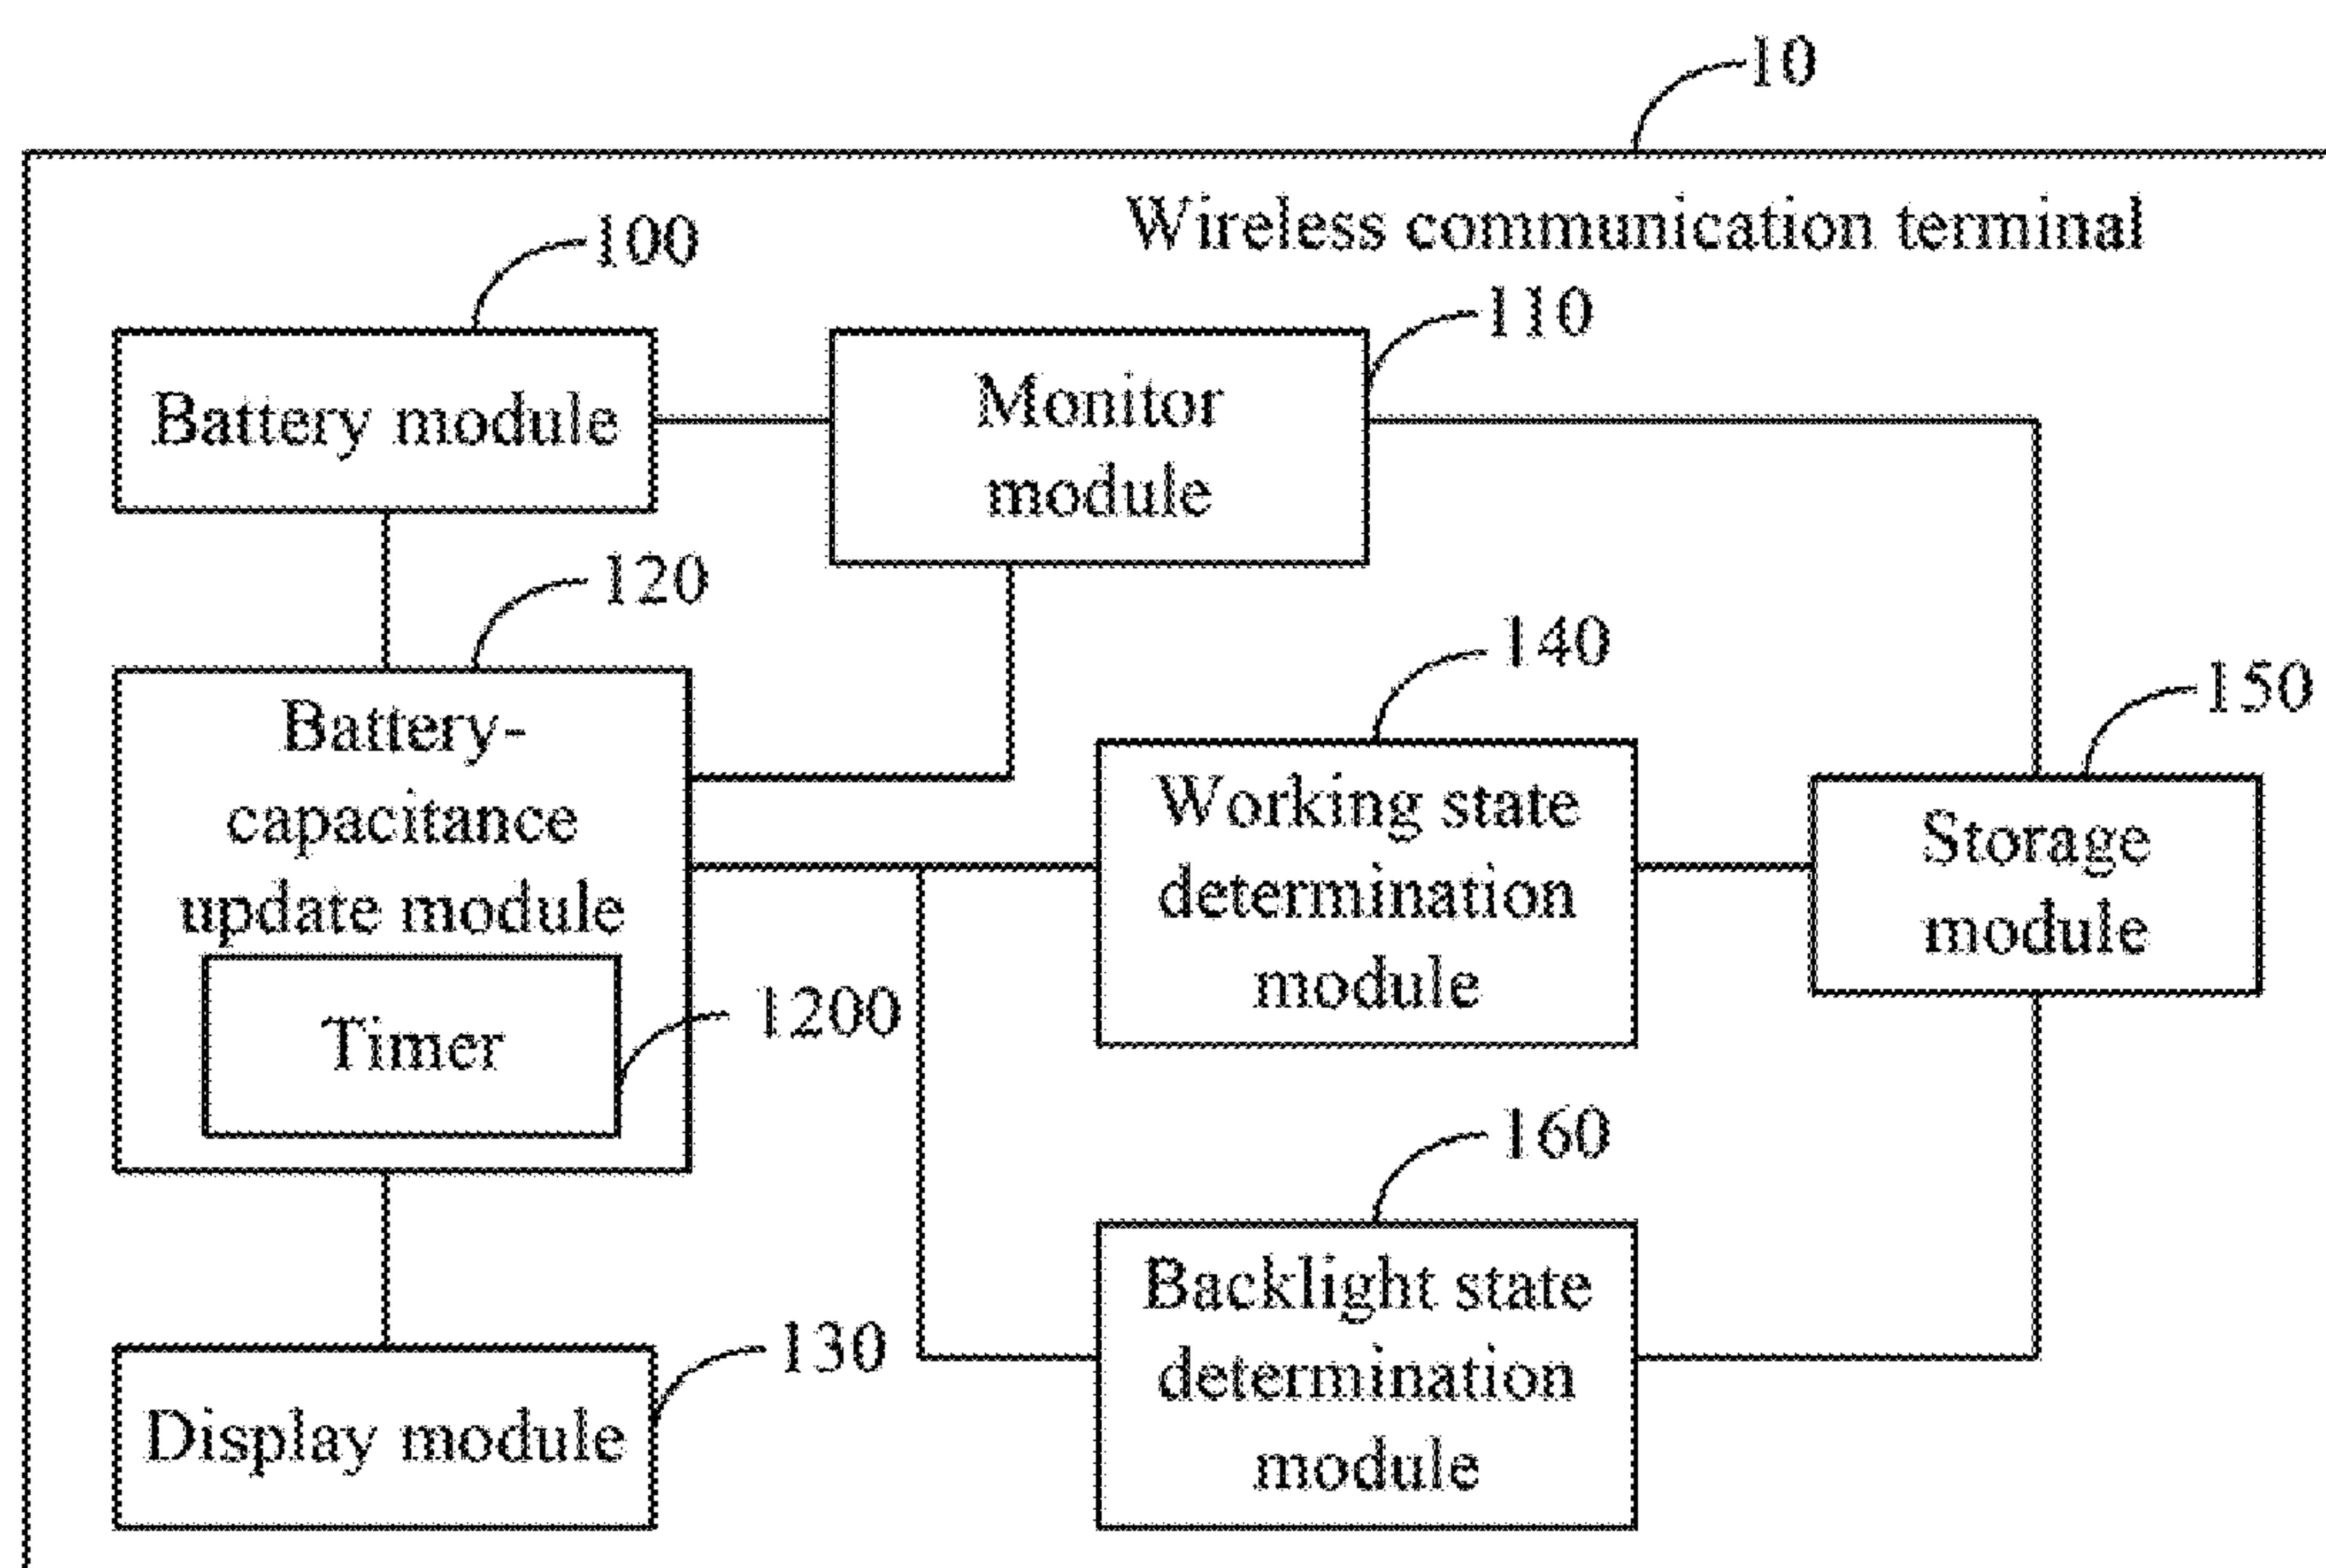 10
Wireless communication terminal
100
110
Battery module
Monitor
module
120
140
150
Battery-
capacitance
update module
Working state
determination
module
Storage
module
Timer
1200
160
Backlight state
determination
module
130
Display module